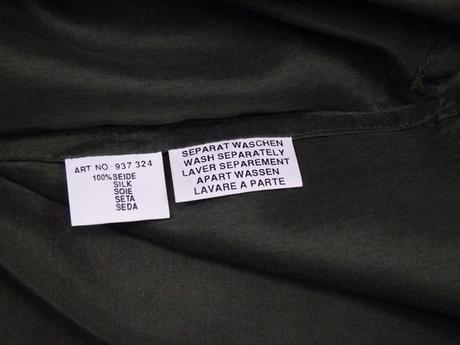 ART NO 937 324
100% SEIDE
SILK
SOIE
SETA
SEDA
SEPARAT WASCHEN
WASH SEPARATELY
LAVER SEPAREMENT
APART WASSEN
LAVARE A PARTE